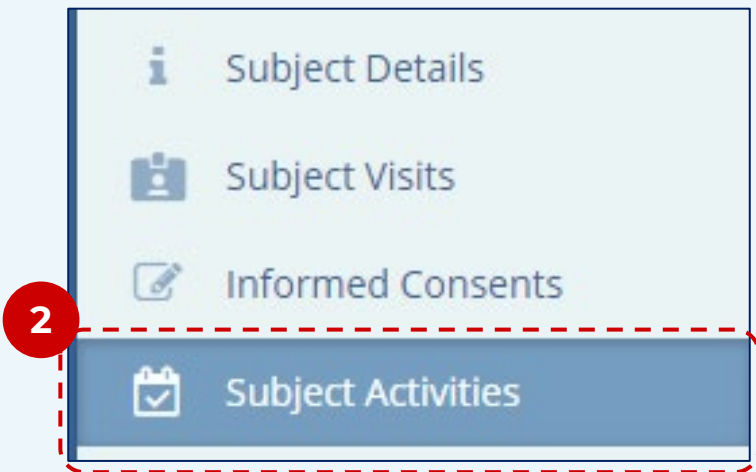 Subject Details
Subject Visits
Informed Consents
2
Subject Activities